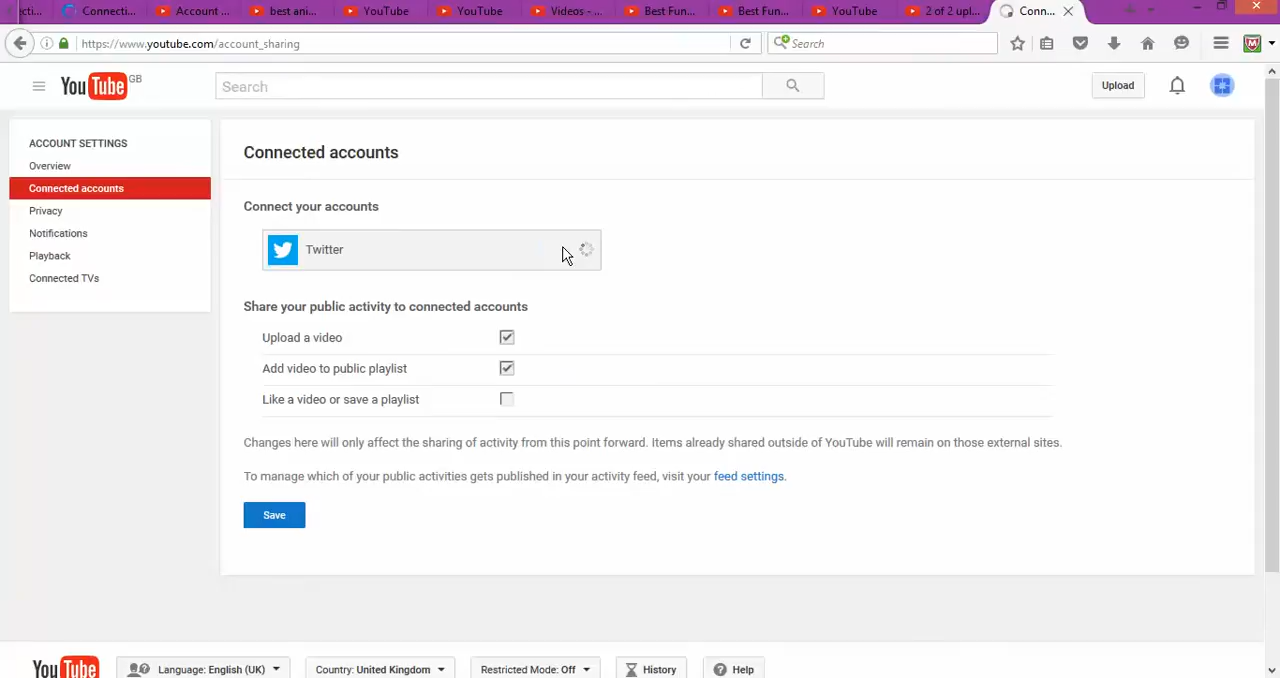 ecti...
Connecti...
Account ...
best ani...
YouTube
YouTube
Videos - ...
Best Fun...
Best Fun...
YouTube
2 of 2 upl...
Conn...
https://www.youtube.com/account_sharing
Search
YouTube GB
Search
Upload
ACCOUNT SETTINGS
Overview
Connected accounts
Privacy
Notifications
Playback
Connected TVs
Connected accounts
Connect your accounts
Twitter
Share your public activity to connected accounts
Upload a video
Add video to public playlist
Like a video or save a playlist
Changes here will only affect the sharing of activity from this point forward. Items already shared outside of YouTube will remain on those external sites.
To manage which of your public activities gets published in your activity feed, visit your feed settings.
Save
YouTube
Language: English (UK)
Country: United Kingdom
Restricted Mode: Off
History
Help